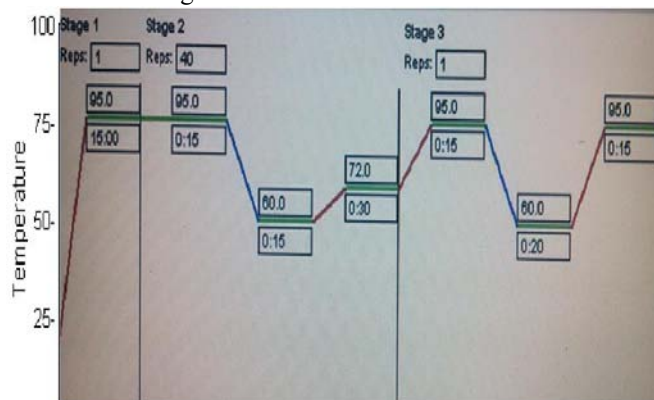 100
Stage 1
Stage 2
Stage 3
Reps: 1
Reps: 40
Reps: 1
95.0
95.0
95.0
95.0
75-
15:00
0:15
0:15
0:15
72.0
60.0
60.0
50-
0:30
0:15
0:20
25-
Temperature